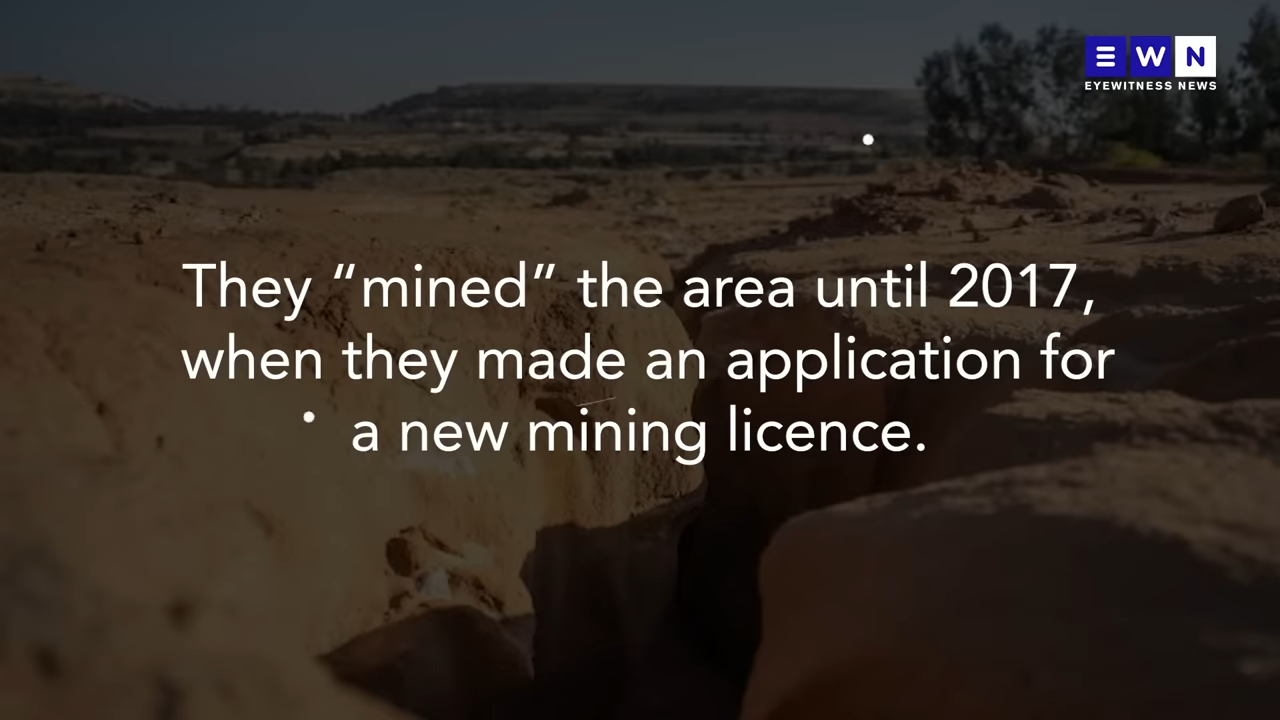 EWN
EYEWITNESS NEWS
They “mined” the area until 2017,
when they made an application for
a new mining licence.